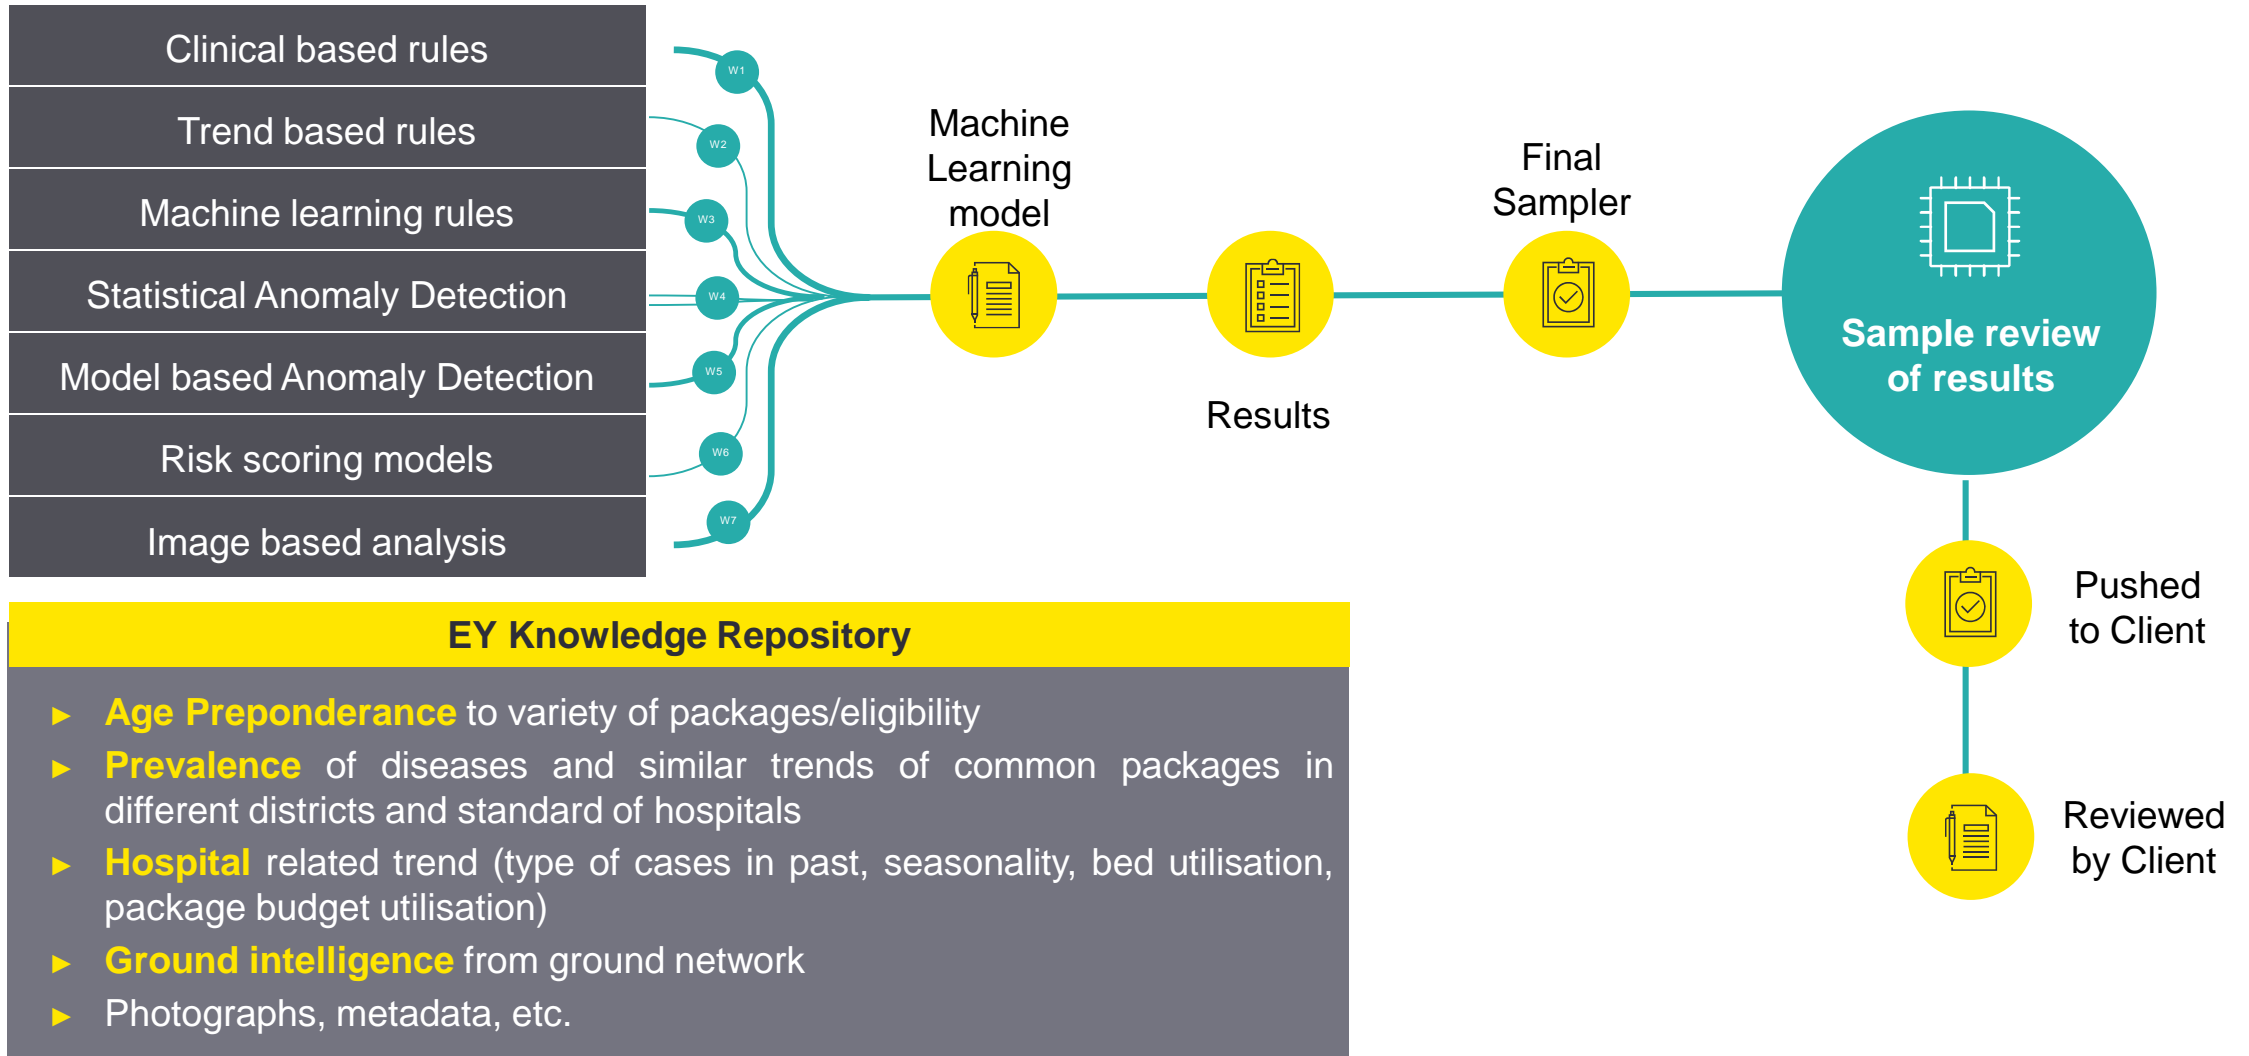 Clinical based rules
Trend based rules
Machine learning rules
Statistical Anomaly Detection
Model based Anomaly Detection
Risk scoring models
Image based analysis
W1
W2
W3
W4
W5
W6
W7
Machine
Learning
model
Results
Final
Sampler
Sample review
of results
Pushed
to Client
Reviewed
by Client
EY Knowledge Repository
► Age Preponderance to variety of packages/eligibility
► Prevalence of diseases and similar trends of common packages in
different districts and standard of hospitals
► Hospital related trend (type of cases in past, seasonality, bed utilisation,
package budget utilisation)
► Ground intelligence from ground network
► Photographs, metadata, etc.